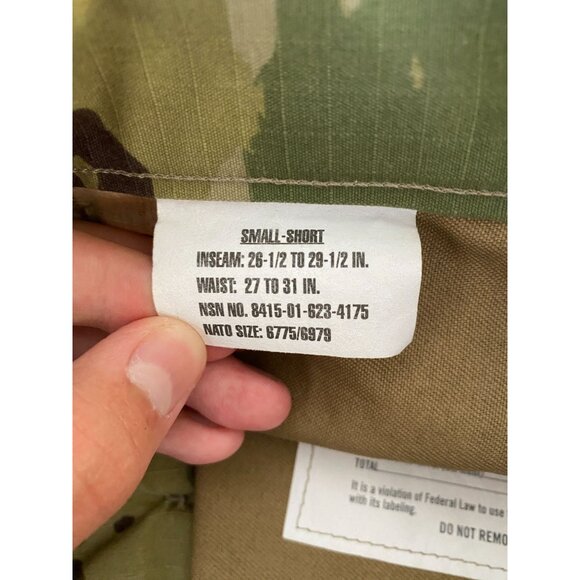 SMALL-SHORT
INSEAM: 26-1/2 TO 29-1/2 IN.
WAIST: 27 TO 31 IN.
NSN NO. 8415-01-623-4175
NATO SIZE: 6775/6979
TOTAL
It is a violation of Federal Law to use
with its labeling.
DO NOT REMO